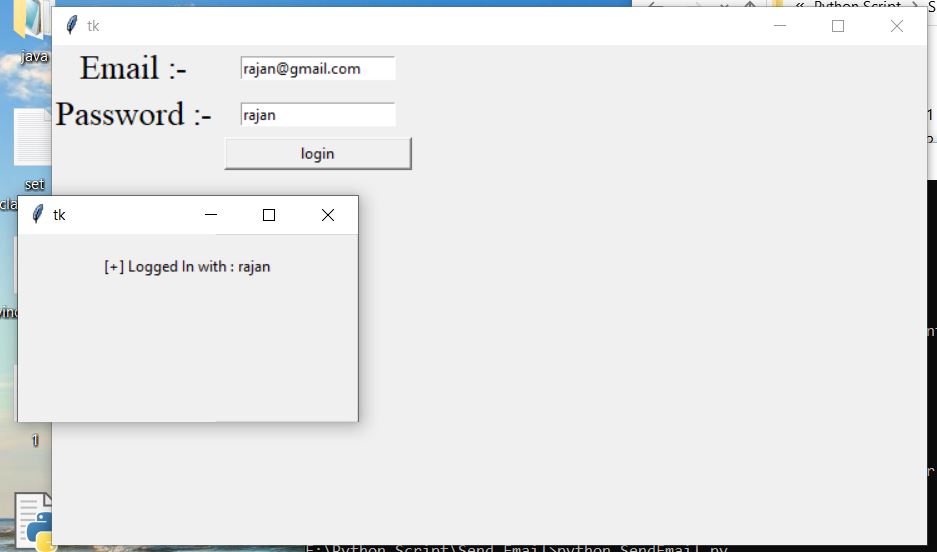 java
set
1
tk
Email :- rajan@gmail.com
Password :- rajan
login
tk
[+] Logged In with : rajan
Python Script
E:\Python Script\Send Email>python SendEmail.py